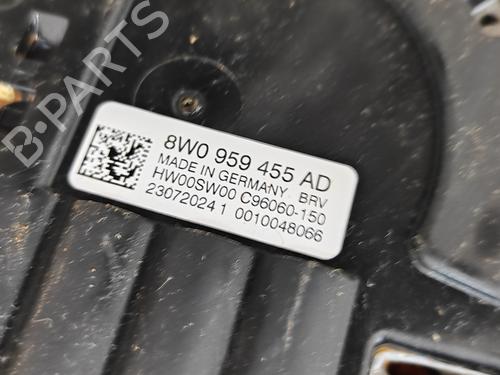 B-PARTS
8W0 959 455 AD
MADE IN GERMANY BRV
HW00SW00 C96060-150
23072024 1 0010048066